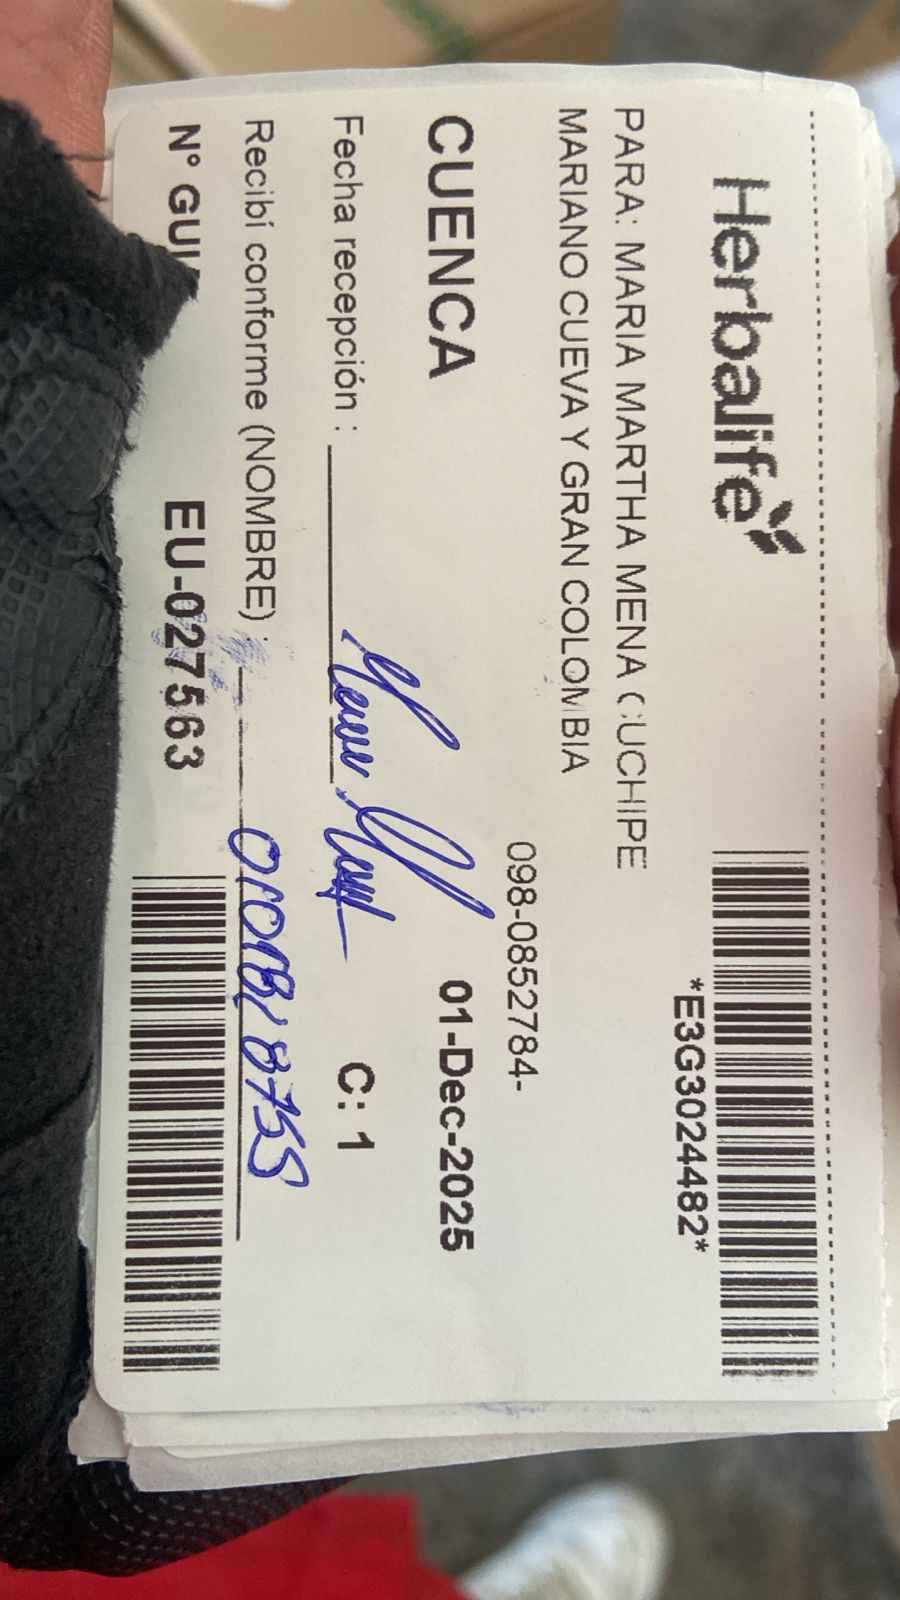 Herbalife
*E3G3024482*
PARA: MARIA MARTHA MENA CUCHIPE
MARIANO CUEVA Y GRAN COLOMBIA
098-0852784-
CUENCA 01-Dec-2025
Fecha recepción : C: 1
Recibí conforme (NOMBRE) :
N° GUI EU-027563